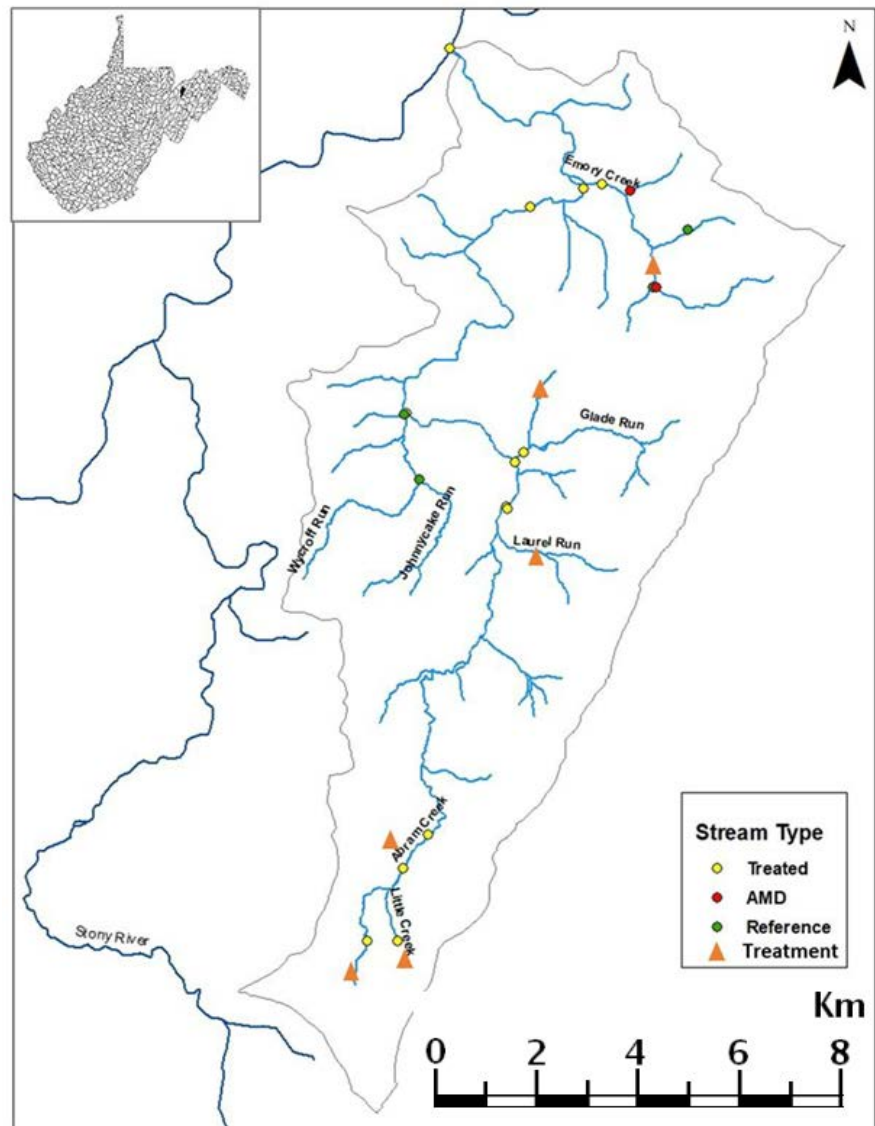 N
Emory Creek
Glade Run
Wycroff Run
Johnnycake Run
Laurel Run
Abram Creek
Little Creek
Stony River
Stream Type
Treated
AMD
Reference
Treatment
Km
0 2 4 6 8